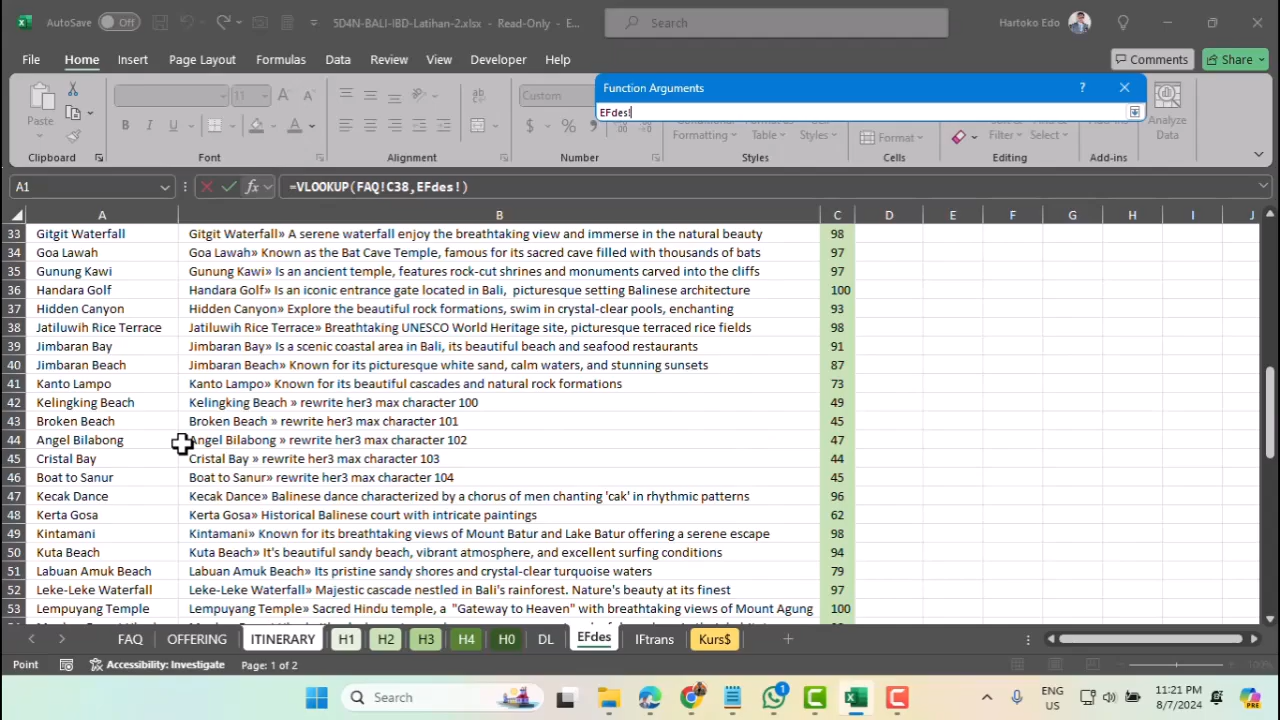 AutoSave Off 5D4N-BALI-IBD-Latihan-2.xlsx - Read-Only - E... Search Hartoko Edo
File Home Insert Page Layout Formulas Data Review View Developer Help Comments Share
Function Arguments ?
EFdes!
Paste 11 Custom Formatting Table Styles Format Filter Select Analyze Data
Clipboard Font Alignment Number Styles Cells Editing Add-ins
A1 fx =VLOOKUP(FAQ!C38,EFdes!)
A B C D E F G H I J
33 Gitgit Waterfall Gitgit Waterfall» A serene waterfall enjoy the breathtaking view and immerse in the natural beauty 98
34 Goa Lawah Goa Lawah» Known as the Bat Cave Temple, famous for its sacred cave filled with thousands of bats 97
35 Gunung Kawi Gunung Kawi» Is an ancient temple, features rock-cut shrines and monuments carved into the cliffs 97
36 Handara Golf Handara Golf» Is an iconic entrance gate located in Bali, picturesque setting Balinese architecture 100
37 Hidden Canyon Hidden Canyon» Explore the beautiful rock formations, swim in crystal-clear pools, enchanting 93
38 Jatiluwih Rice Terrace Jatiluwih Rice Terrace» Breathtaking UNESCO World Heritage site, picturesque terraced rice fields 98
39 Jimbaran Bay Jimbaran Bay» Is a scenic coastal area in Bali, its beautiful beach and seafood restaurants 91
40 Jimbaran Beach Jimbaran Beach» Known for its picturesque white sand, calm waters, and stunning sunsets 87
41 Kanto Lampo Kanto Lampo» Known for its beautiful cascades and natural rock formations 73
42 Kelingking Beach Kelingking Beach » rewrite her3 max character 100 49
43 Broken Beach Broken Beach » rewrite her3 max character 101 45
44 Angel Bilabong Angel Bilabong » rewrite her3 max character 102 47
45 Cristal Bay Cristal Bay » rewrite her3 max character 103 44
46 Boat to Sanur Boat to Sanur» rewrite her3 max character 104 45
47 Kecak Dance Kecak Dance» Balinese dance characterized by a chorus of men chanting 'cak' in rhythmic patterns 96
48 Kerta Gosa Kerta Gosa» Historical Balinese court with intricate paintings 62
49 Kintamani Kintamani» Known for its breathtaking views of Mount Batur and Lake Batur offering a serene escape 98
50 Kuta Beach Kuta Beach» It's beautiful sandy beach, vibrant atmosphere, and excellent surfing conditions 94
51 Labuan Amuk Beach Labuan Amuk Beach» Its pristine sandy shores and crystal-clear turquoise waters 79
52 Leke-Leke Waterfall Leke-Leke Waterfall» Majestic cascade nestled in Bali's rainforest. Nature's beauty at its finest 97
53 Lempuyang Temple Lempuyang Temple» Sacred Hindu temple, a "Gateway to Heaven" with breathtaking views of Mount Agung 100
FAQ OFFERING ITINERARY H1 H2 H3 H4 H0 DL EFdes IFtrans Kurs$
Point Accessibility: Investigate Page: 1 of 2 100%
Search 1 ENG US 11:21 PM 8/7/2024